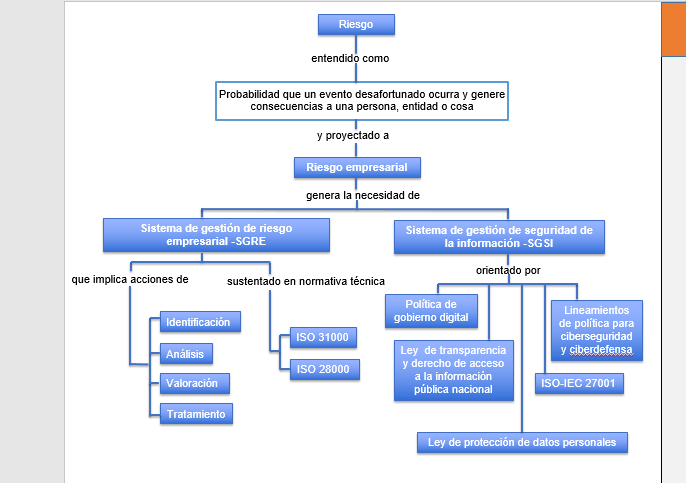 Riesgo
entendido como
Probabilidad que un evento desafortunado ocurra y genere
consecuencias a una persona, entidad o cosa
y proyectado a
Riesgo empresarial
genera la necesidad de
Sistema de gestión de riesgo
empresarial -SGRE
que implica acciones de
Identificación
Análisis
Valoración
Tratamiento
sustentado en normativa técnica
ISO 31000
ISO 28000
Sistema de gestión de seguridad de
la información -SGSI
orientado por
Política de
gobierno digital
Ley de transparencia
y derecho de acceso
a la información
pública nacional
Ley de protección de datos personales
ISO-IEC 27001
Lineamientos
de política para
ciberseguridad
y ciberdefensa